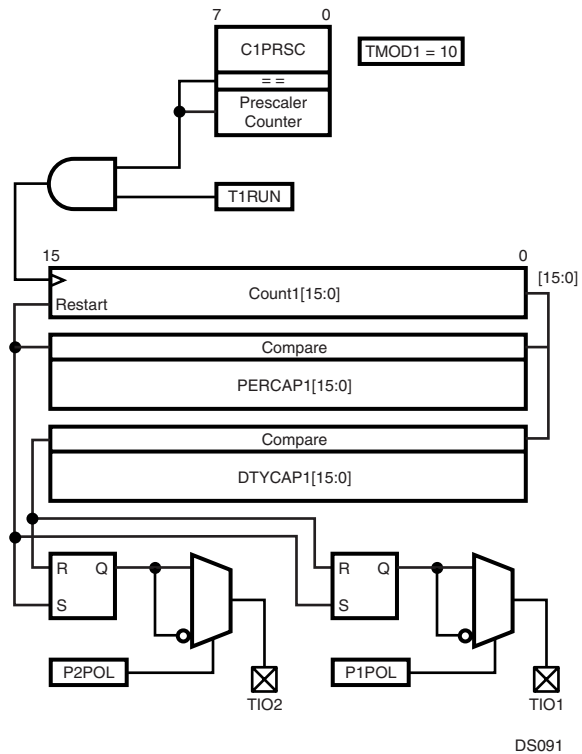 7 0
C1PRSC
TMOD1 = 10
= =
Prescaler
Counter
T1RUN
15 0
[15:0]
Count1[15:0]
Restart
Compare
PERCAP1[15:0]
Compare
DTYCAP1[15:0]
R Q R Q
S S
P2POL P1POL
TIO2 TIO1
DS091